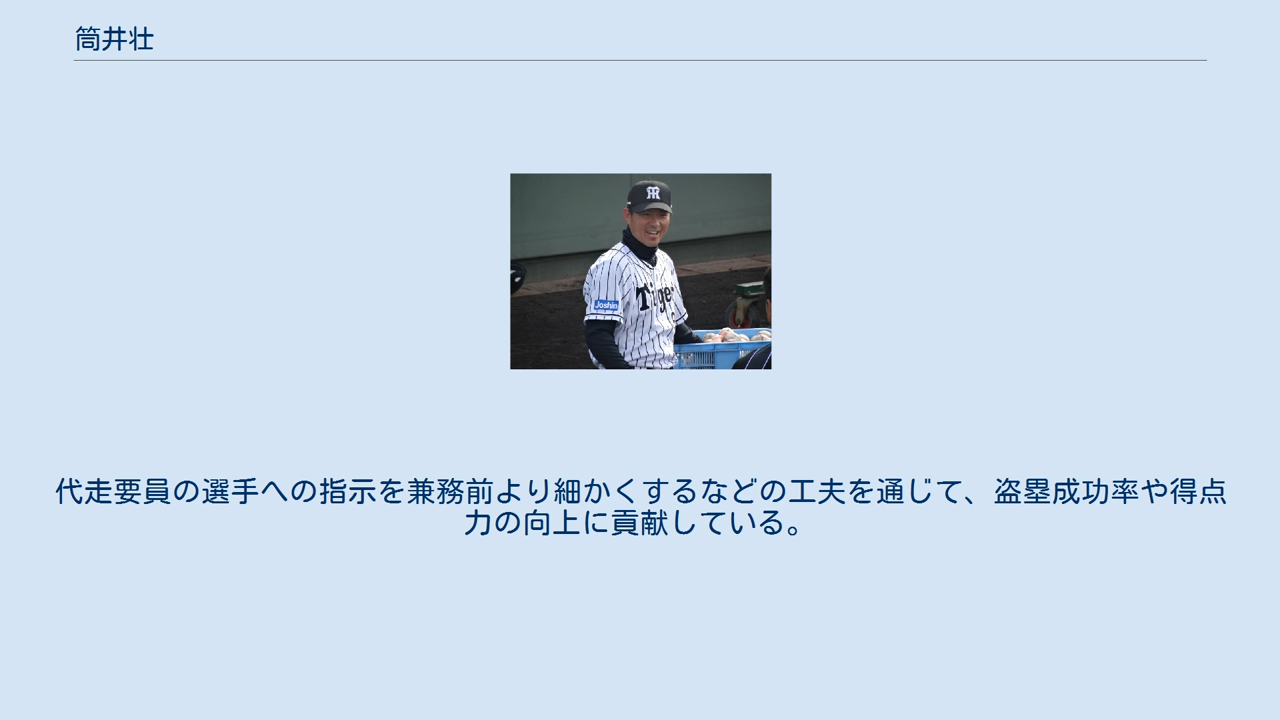 筒井壮
Joshin
Tiger
代走要員の選手への指示を兼務前より細かくするなどの工夫を通じて、盗塁成功率や得点
力の向上に貢献している。